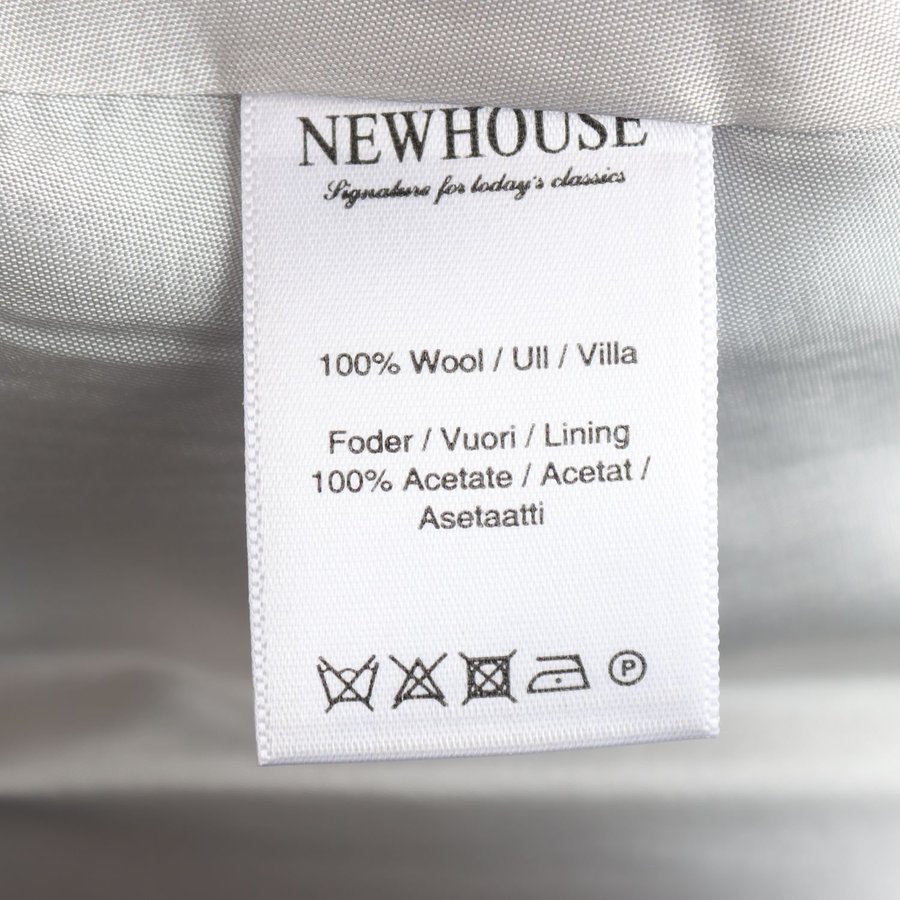 NEWHOUSE
Signature for today's classics
100% Wool / Ull / Villa
Foder / Vuori / Lining
100% Acetate / Acetat /
Asetaatti
P